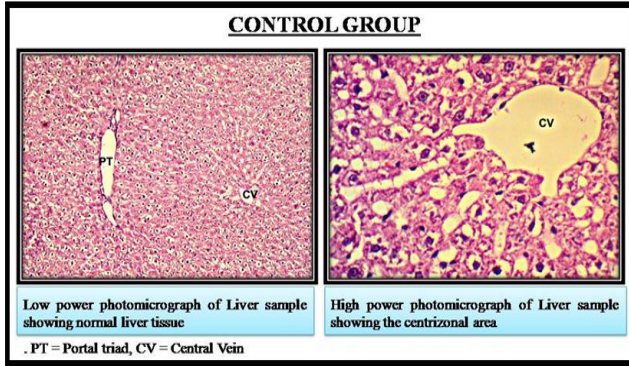 CONTROL GROUP
PT
CV
CV
Low power photomicrograph of Liver sample
showing normal liver tissue
High power photomicrograph of Liver sample
showing the centrizonal area
. PT = Portal triad, CV = Central Vein